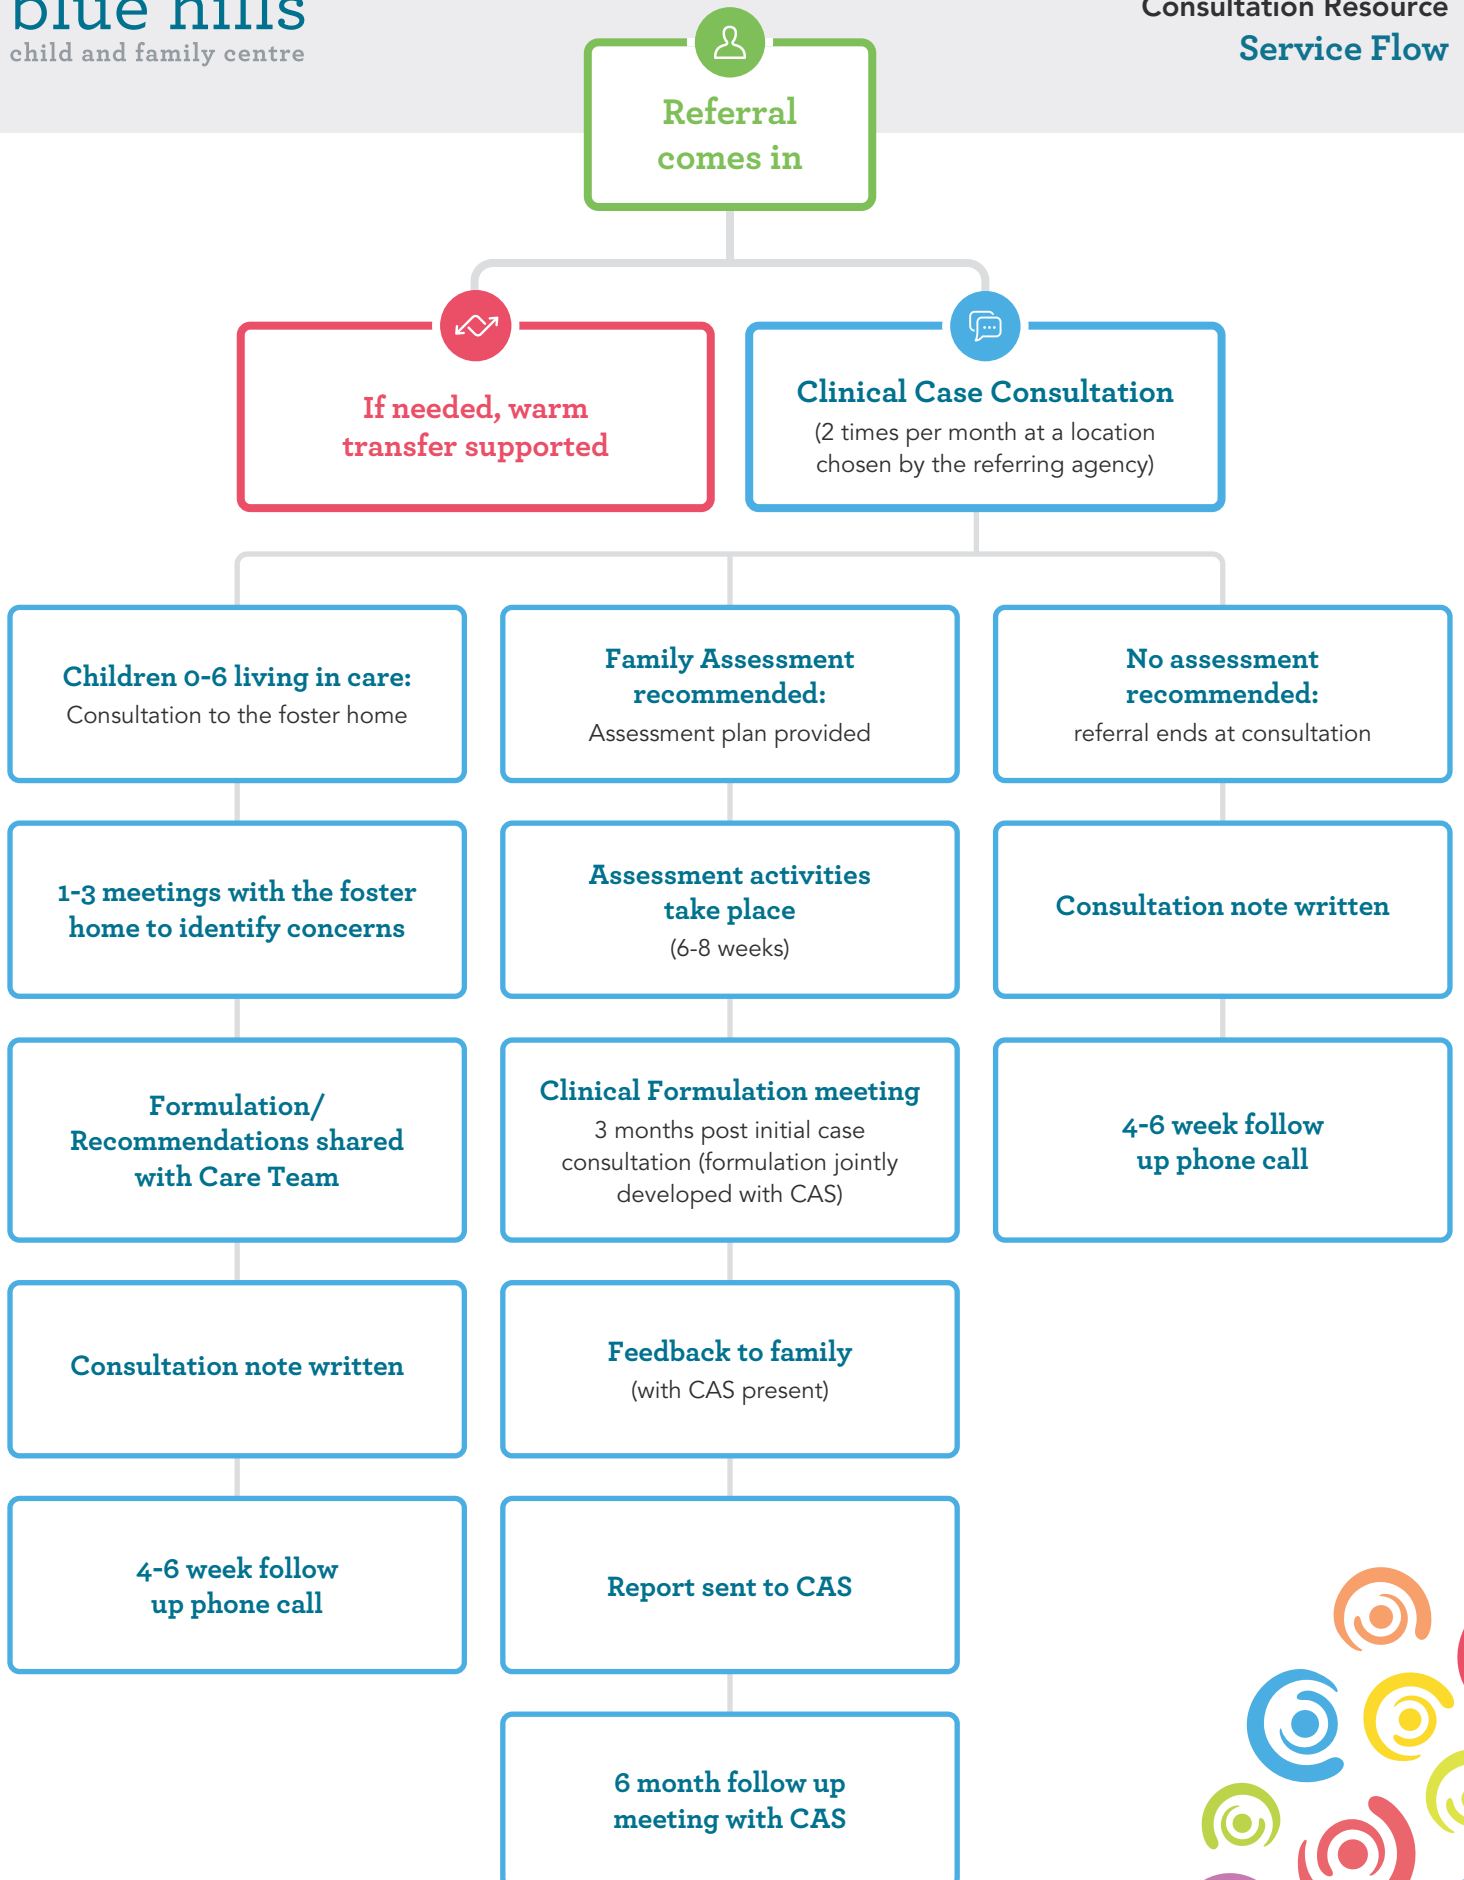 blue hills
child and family centre
Consultation Resource
Service Flow
Referral
comes in
If needed, warm
transfer supported
Clinical Case Consultation
(2 times per month at a location
chosen by the referring agency)
Children 0-6 living in care:
Consultation to the foster home
Family Assessment
recommended:
Assessment plan provided
No assessment
recommended:
referral ends at consultation
1-3 meetings with the foster
home to identify concerns
Assessment activities
take place
(6-8 weeks)
Consultation note written
Formulation/
Recommendations shared
with Care Team
Clinical Formulation meeting
3 months post initial case
consultation (formulation jointly
developed with CAS)
4-6 week follow
up phone call
Consultation note written
Feedback to family
(with CAS present)
4-6 week follow
up phone call
Report sent to CAS
6 month follow up
meeting with CAS